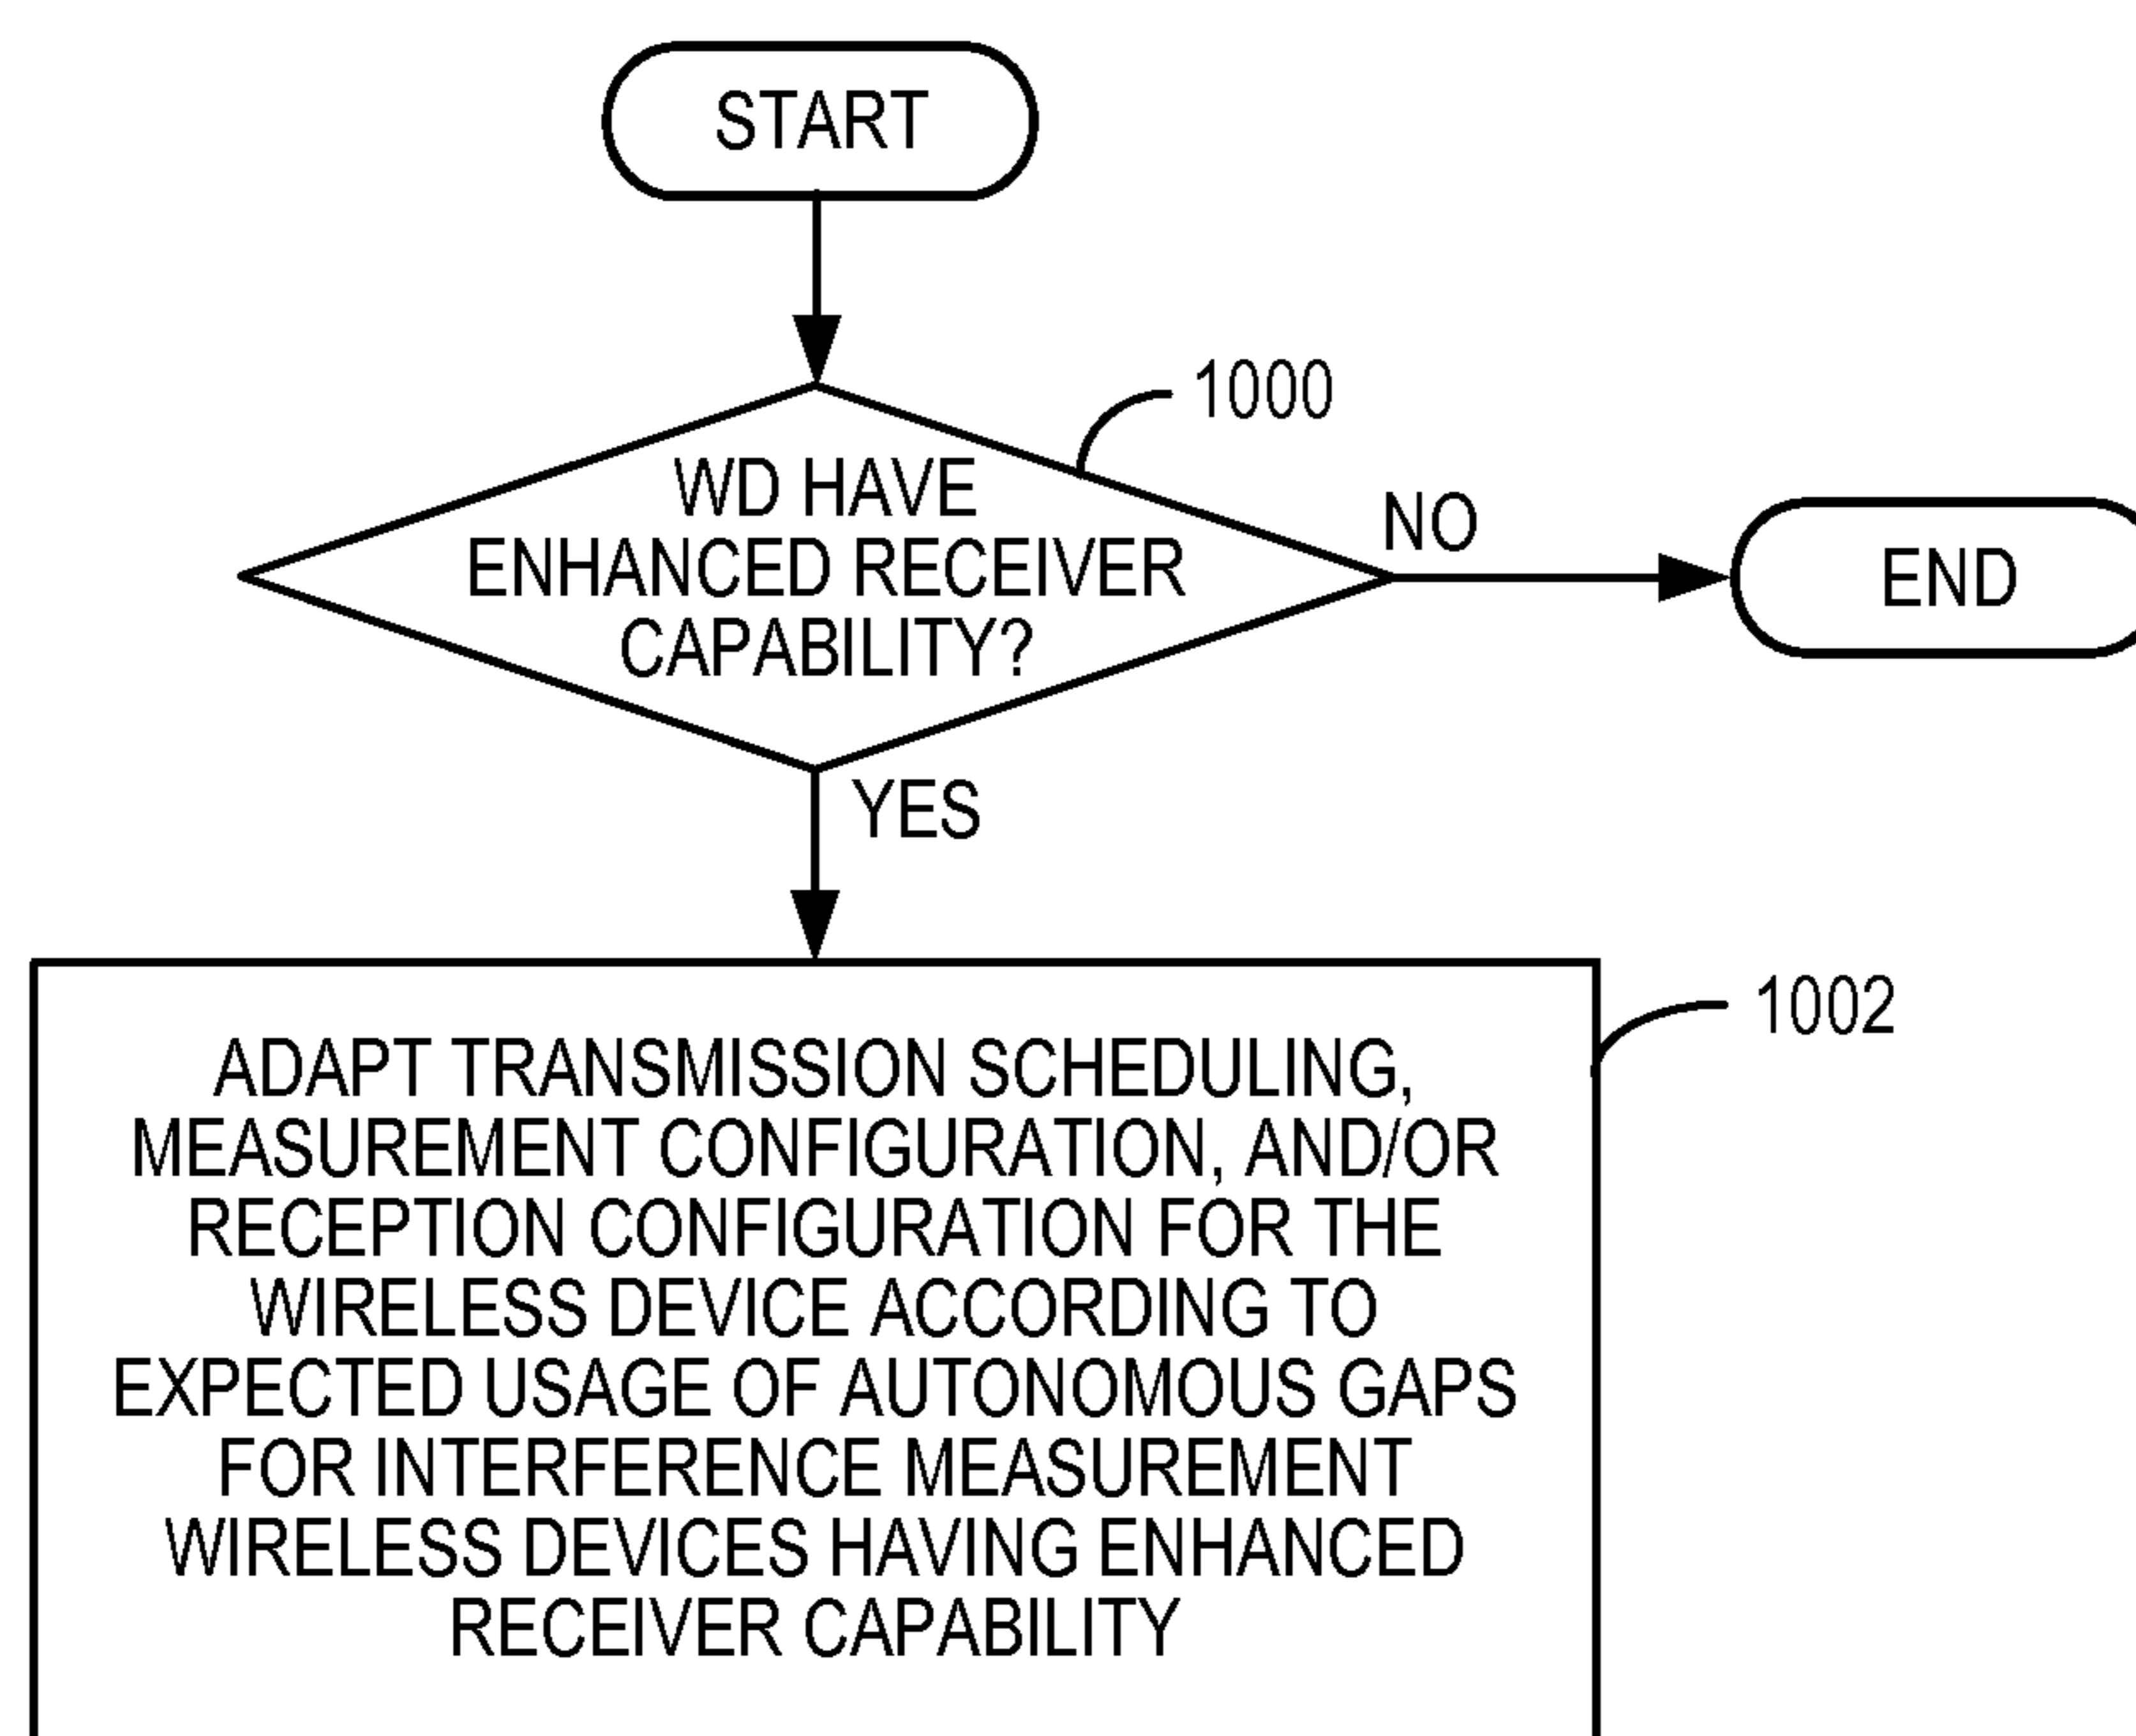 START
1000
WD HAVE
ENHANCED RECEIVER
CAPABILITY?
NO
END
YES
1002
ADAPT TRANSMISSION SCHEDULING,
MEASUREMENT CONFIGURATION, AND/OR
RECEPTION CONFIGURATION FOR THE
WIRELESS DEVICE ACCORDING TO
EXPECTED USAGE OF AUTONOMOUS GAPS
FOR INTERFERENCE MEASUREMENT
WIRELESS DEVICES HAVING ENHANCED
RECEIVER CAPABILITY